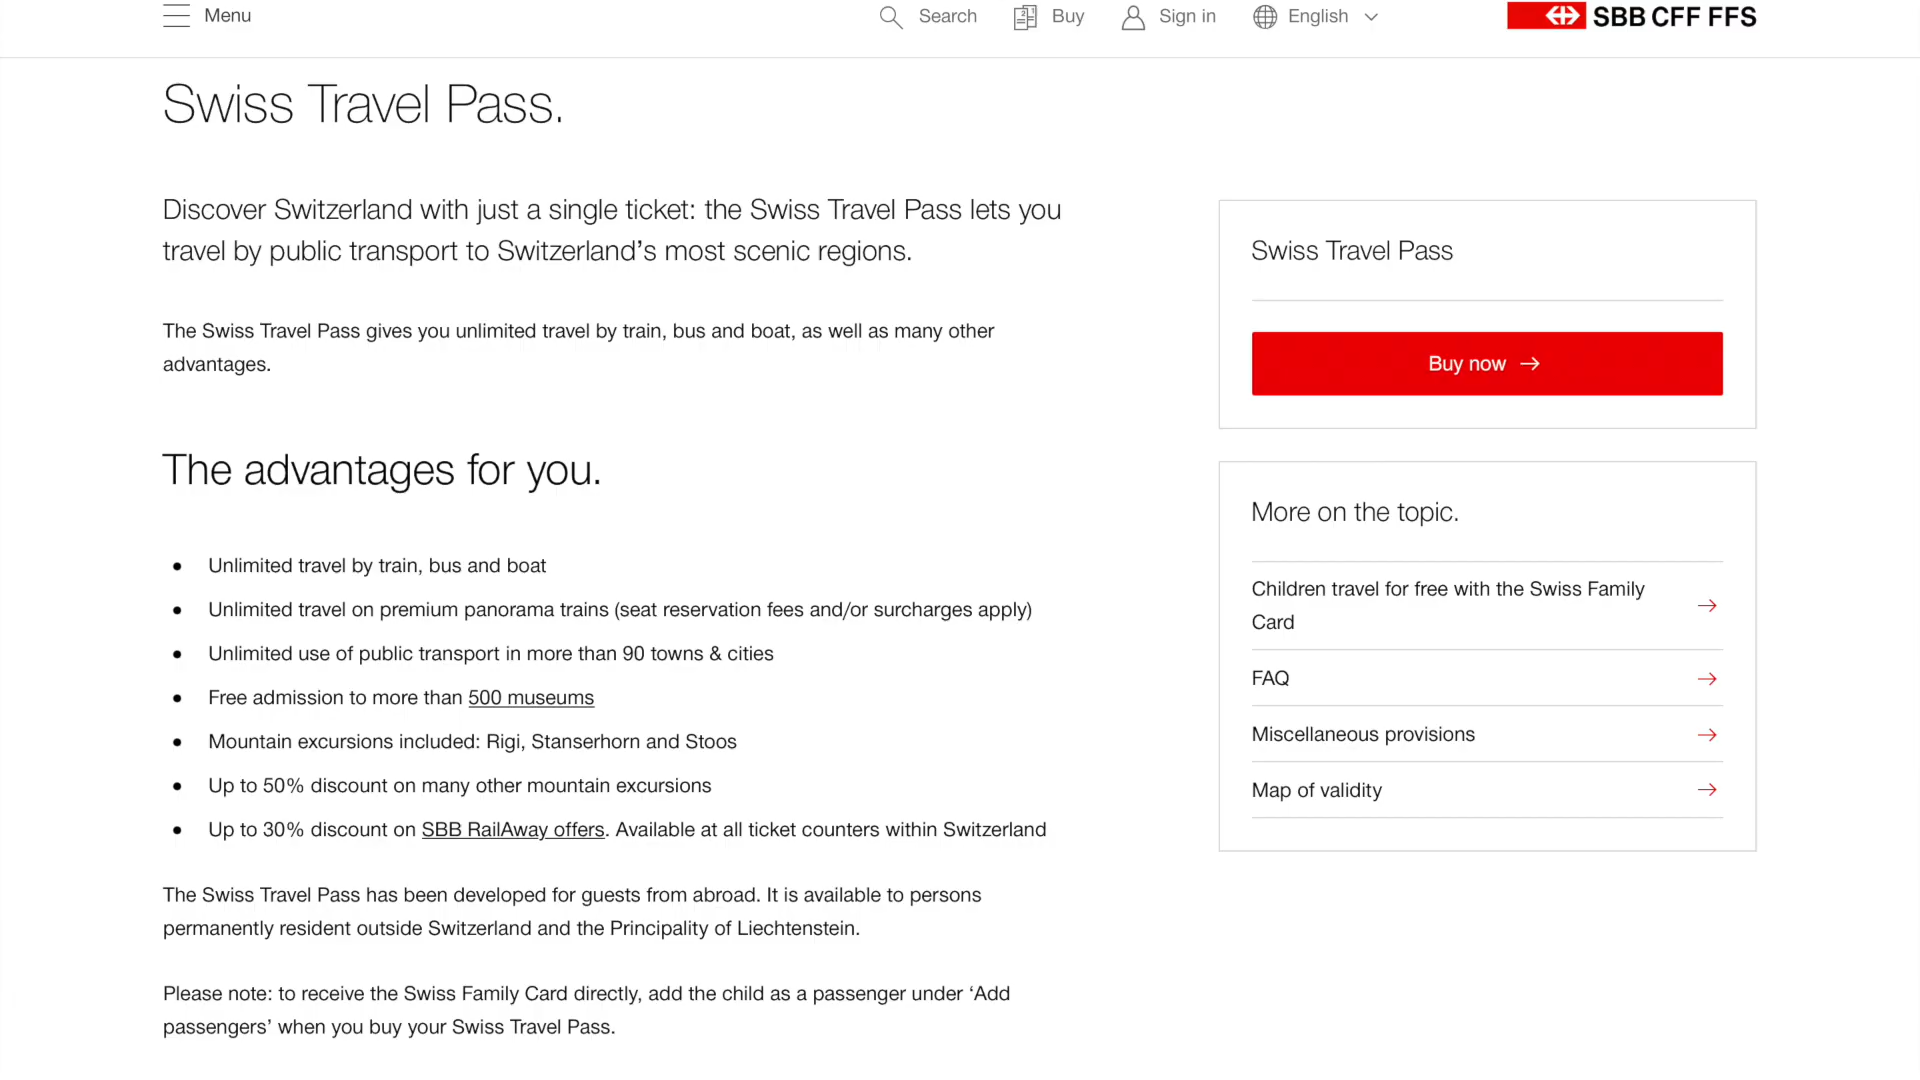 Menu
Search
Buy
Sign in
English
SBB CFF FFS
Swiss Travel Pass.
Discover Switzerland with just a single ticket: the Swiss Travel Pass lets you
travel by public transport to Switzerland’s most scenic regions.
The Swiss Travel Pass gives you unlimited travel by train, bus and boat, as well as many other
advantages.
The advantages for you.
Unlimited travel by train, bus and boat
Unlimited travel on premium panorama trains (seat reservation fees and/or surcharges apply)
Unlimited use of public transport in more than 90 towns & cities
Free admission to more than 500 museums
Mountain excursions included: Rigi, Stanserhorn and Stoos
Up to 50% discount on many other mountain excursions
Up to 30% discount on SBB RailAway offers. Available at all ticket counters within Switzerland
The Swiss Travel Pass has been developed for guests from abroad. It is available to persons
permanently resident outside Switzerland and the Principality of Liechtenstein.
Please note: to receive the Swiss Family Card directly, add the child as a passenger under ‘Add
passengers’ when you buy your Swiss Travel Pass.
Swiss Travel Pass
Buy now
More on the topic.
Children travel for free with the Swiss Family
Card
FAQ
Miscellaneous provisions
Map of validity